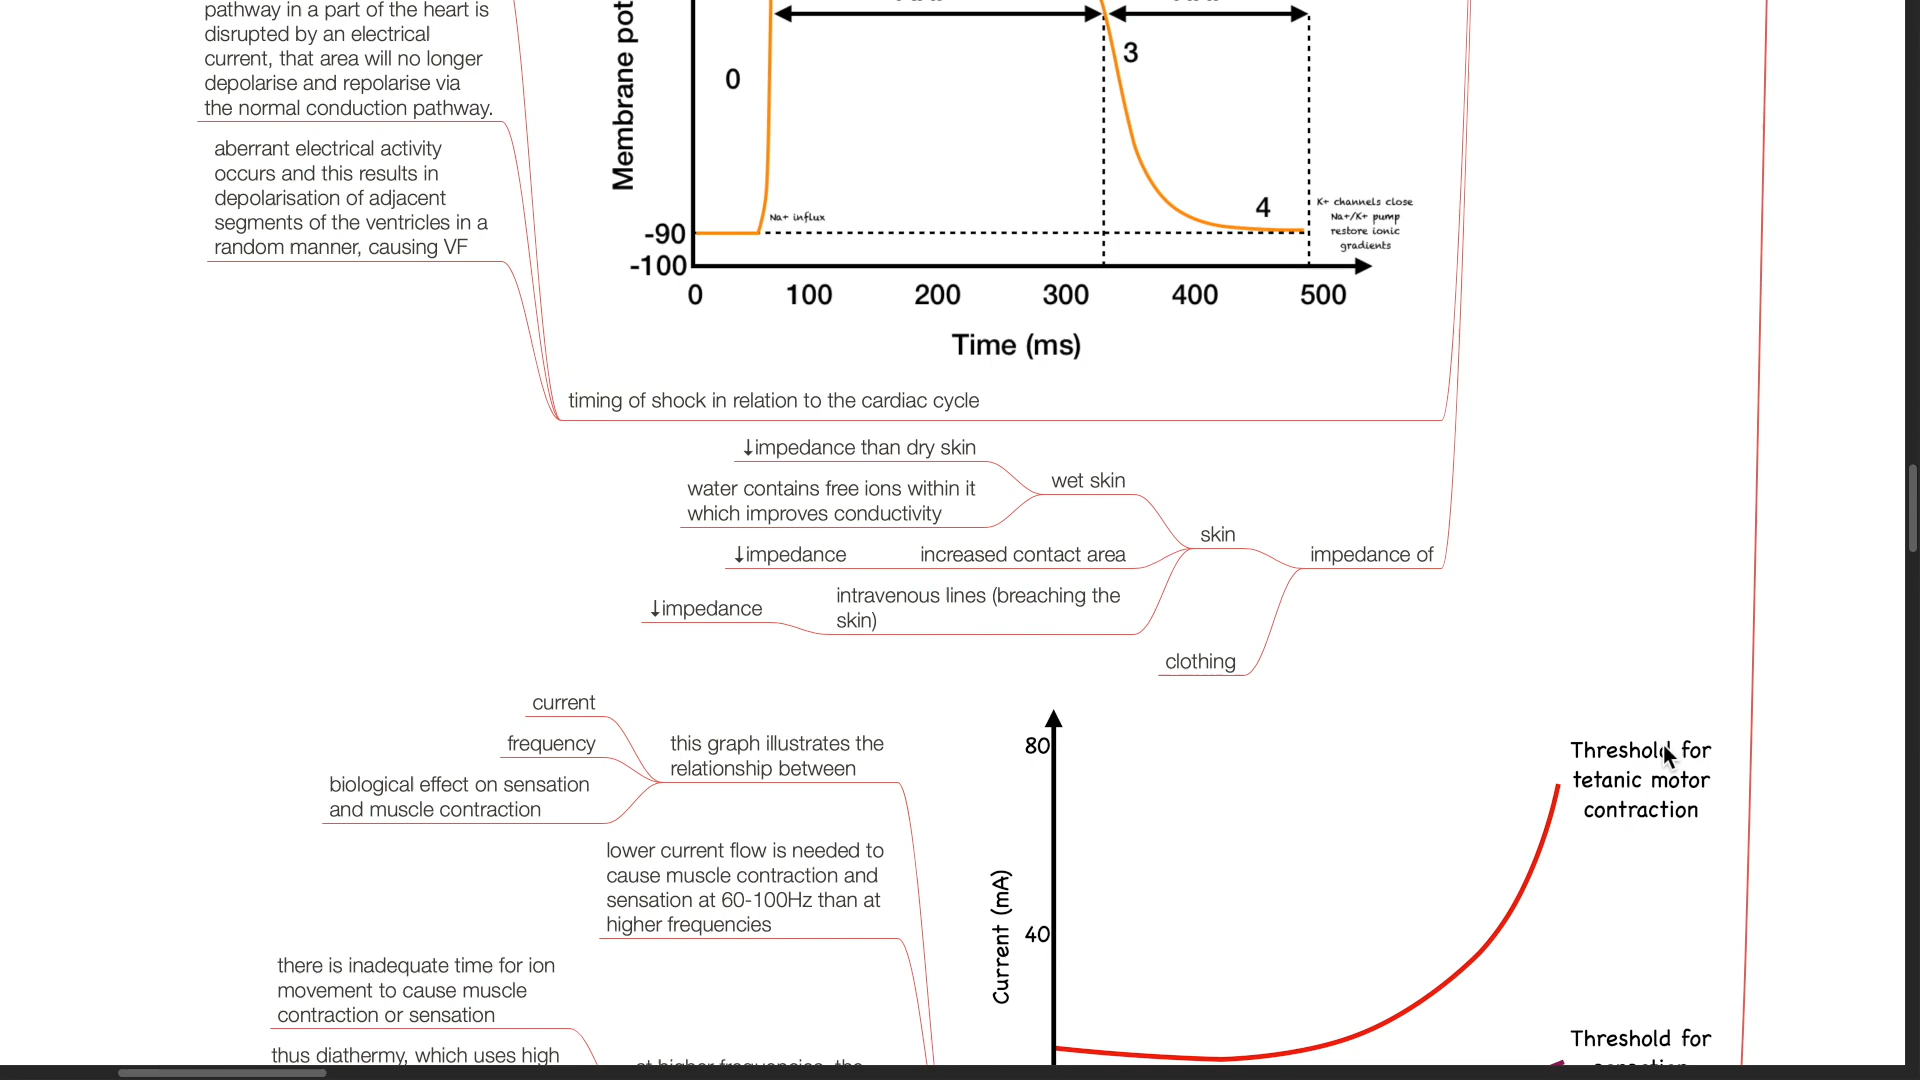 pathway in a part of the heart is
disrupted by an electrical
current, that area will no longer
depolarise and repolarise via
the normal conduction pathway.
aberrant electrical activity
occurs and this results in
depolarisation of adjacent
segments of the ventricles in a
random manner, causing VF
Membrane pot
0
3
4
Na+ influx
K+ channels close
Na+/K+ pump
restore ionic
gradients
-90
-100
0 100 200 300 400 500
Time (ms)
timing of shock in relation to the cardiac cycle
↓impedance than dry skin
water contains free ions within it
which improves conductivity
wet skin
↓impedance
increased contact area
↓impedance
intravenous lines (breaching the
skin)
skin
impedance of
clothing
current
frequency
biological effect on sensation
and muscle contraction
this graph illustrates the
relationship between
lower current flow is needed to
cause muscle contraction and
sensation at 60-100Hz than at
higher frequencies
there is inadequate time for ion
movement to cause muscle
contraction or sensation
thus diathermy, which uses high
at higher frequencies, the
80
40
Current (mA)
Threshold for
tetanic motor
contraction
Threshold for
sensation